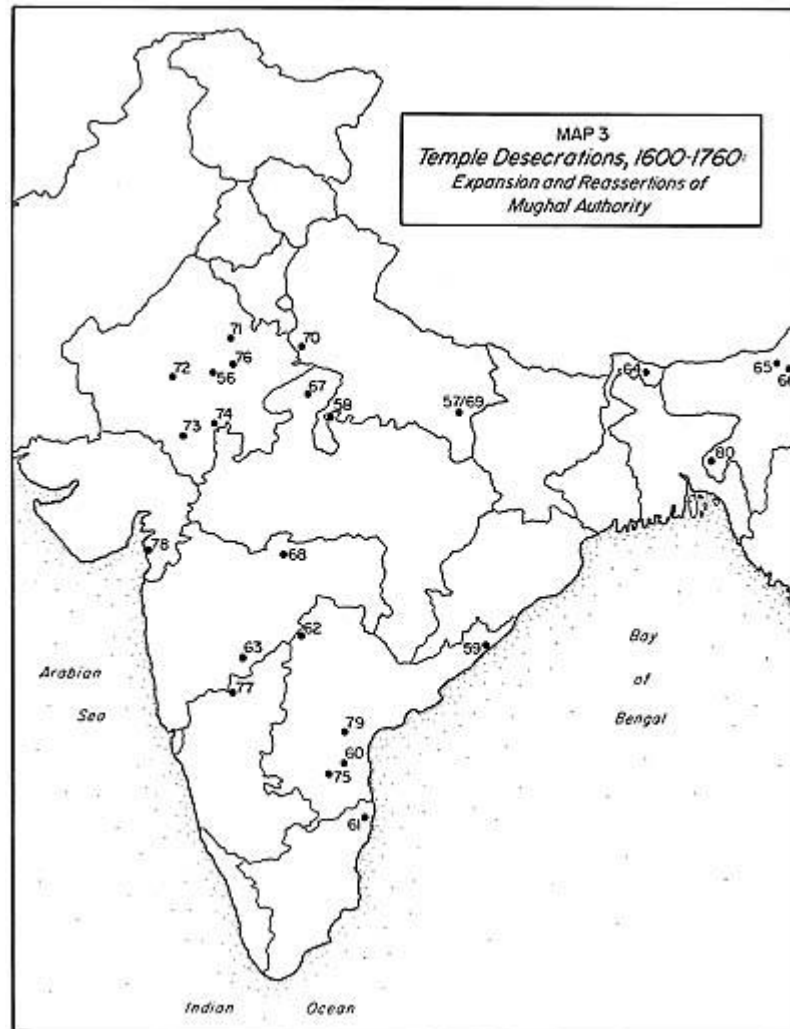 MAP 3
Temple Desecrations, 1600-1760:
Expansion and Reassertions of
Mughal Authority
71
70
76
72
56
67
64
65
66
58
57/69
74
73
80
78
68
62
59
63
Bay
Arabian
77
of
Sea
79
Bengal
60
75
61
Indian Ocean